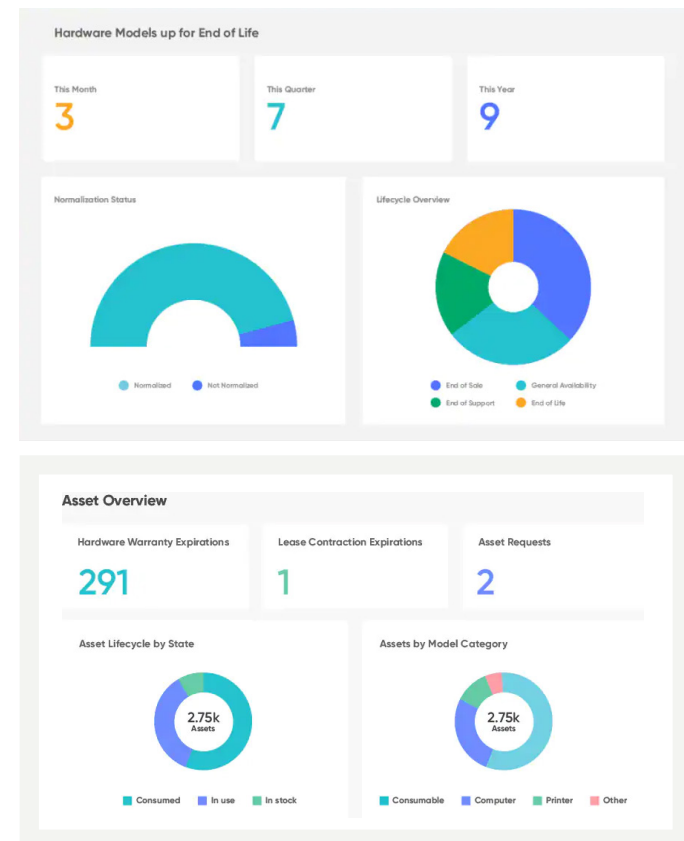 Hardware Models up for End of Life
This Month
3
This Quarter
7
This Year
9
Normalization Status
Normalized
Not Normalized
Lifecycle Overview
End of Sale
General Availability
End of Support
End of Life
Asset Overview
Hardware Warranty Expirations
291
Lease Contraction Expirations
1
Asset Requests
2
Asset Lifecycle by State
2.75k
Assets
Consumed
In use
In stock
Assets by Model Category
2.75k
Assets
Consumable
Computer
Printer
Other